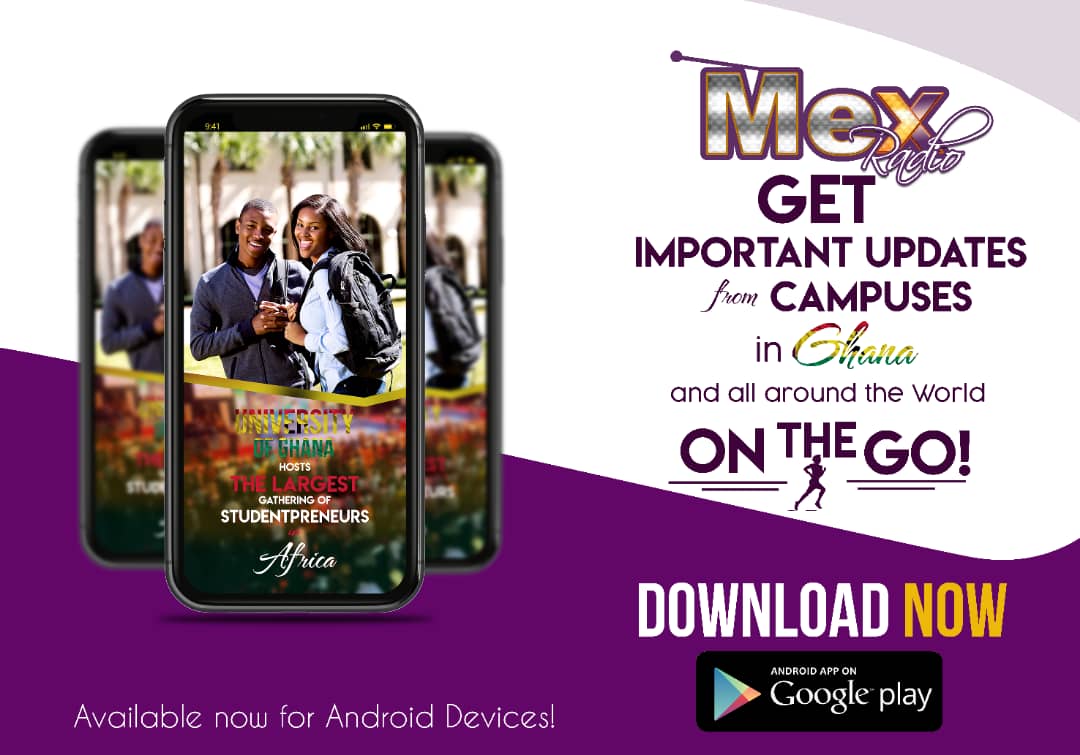 9:41
UNIVERSITY
OF GHANA
HOSTS
THE LARGEST
GATHERING OF
STUDENTPRENEURS
in
Africa
Mex
Radio
GET
IMPORTANT UPDATES
from CAMPUSES
in Ghana
and all around the World
ON THE GO!
DOWNLOAD NOW
ANDROID APP ON
Google play
Available now for Android Devices!